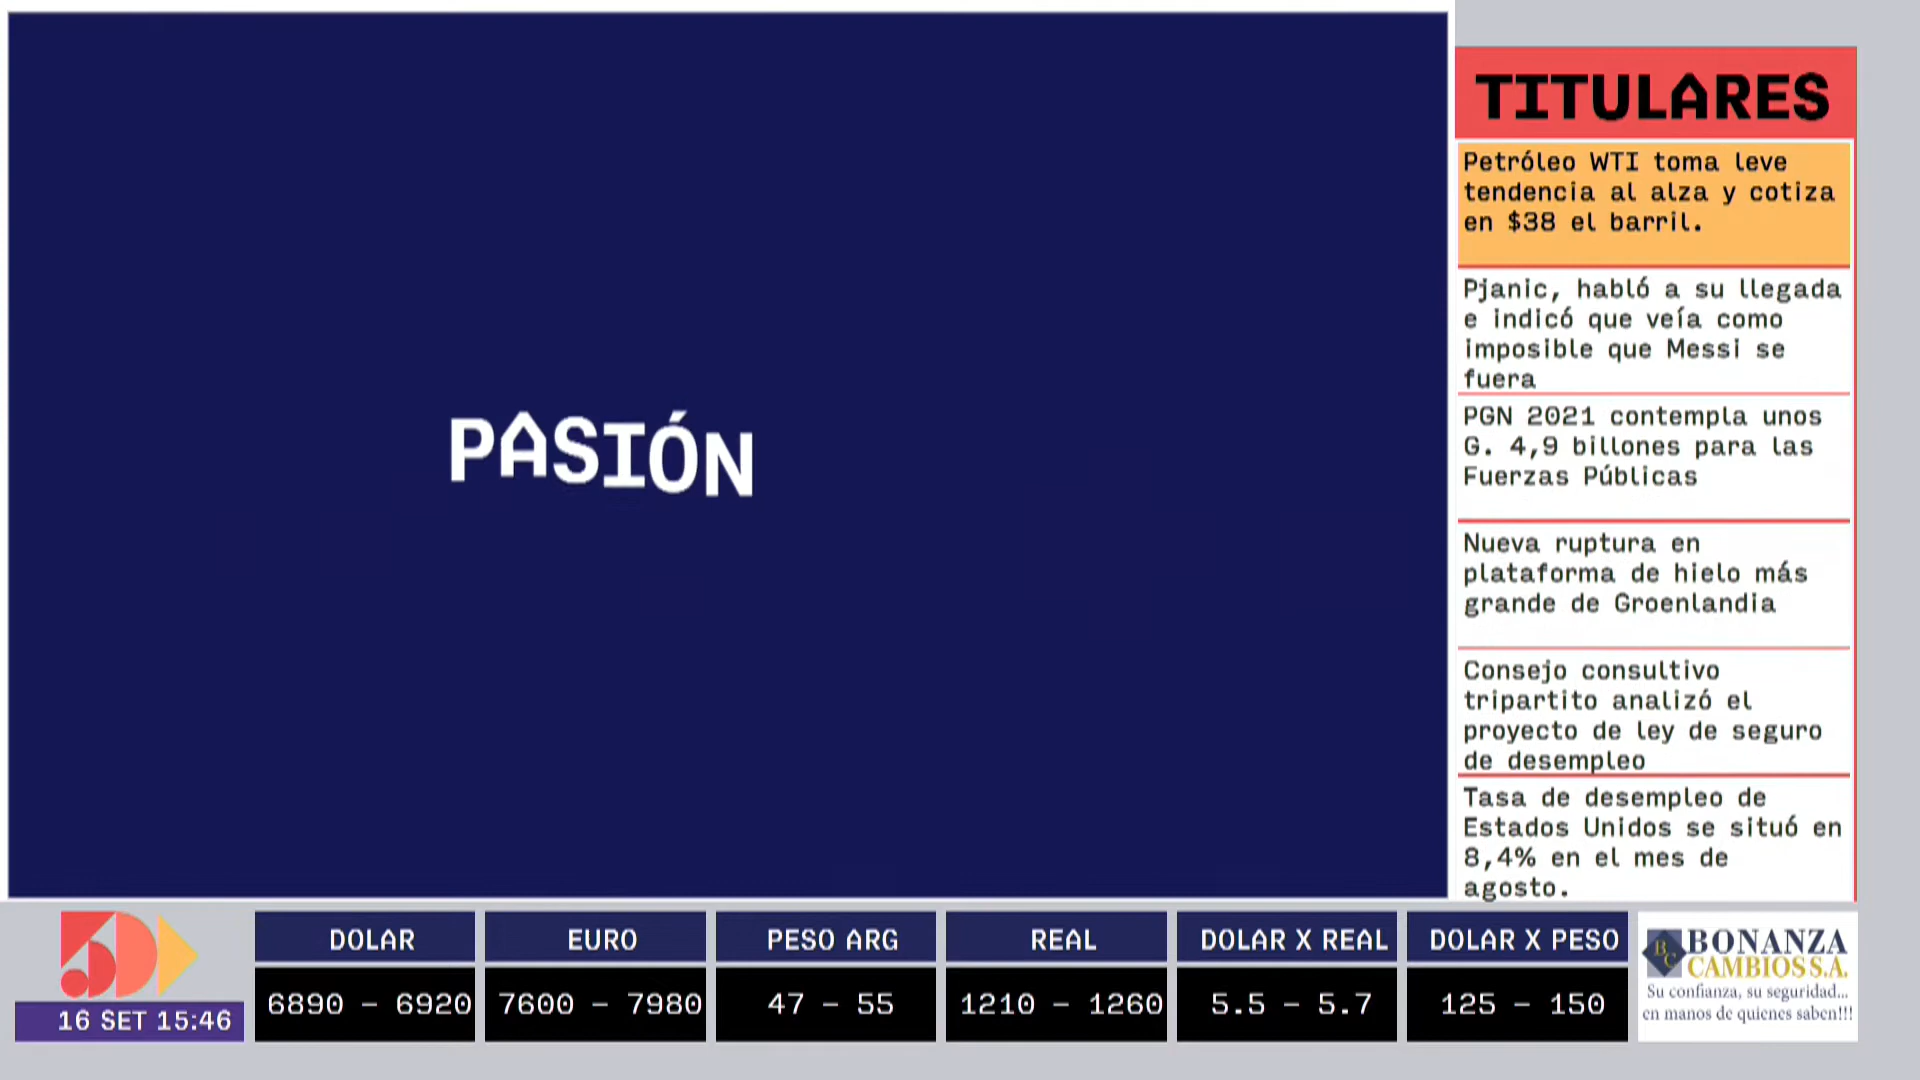 PASIÓN
TITULARES
Petróleo WTI toma leve
tendencia al alza y cotiza
en $38 el barril.
Pjanic, habló a su llegada
e indicó que veía como
imposible que Messi se
fuera
PGN 2021 contempla unos
G. 4,9 billones para las
Fuerzas Públicas
Nueva ruptura en
plataforma de hielo más
grande de Groenlandia
Consejo consultivo
tripartito analizó el
proyecto de ley de seguro
de desempleo
Tasa de desempleo de
Estados Unidos se situó en
8,4% en el mes de
agosto.
5D
16 SET 15:46
DOLAR
6890 - 6920
EURO
7600 - 7980
PESO ARG
47 - 55
REAL
1210 - 1260
DOLAR X REAL
5.5 - 5.7
DOLAR X PESO
125 - 150
BC
BONANZA
CAMBIOS S.A.
Su confianza, su seguridad...
en manos de quienes saben!!!